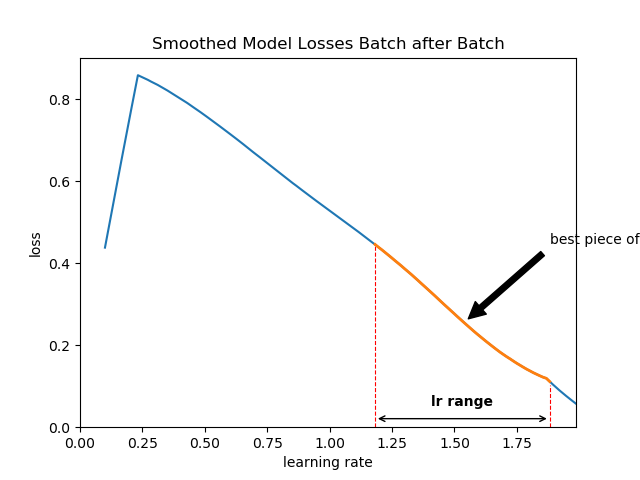 Smoothed Model Losses Batch after Batch
0.8
0.6
0.4
0.2
0.0
loss
best piece of
lr range
0.00 0.25 0.50 0.75 1.00 1.25 1.50 1.75
learning rate